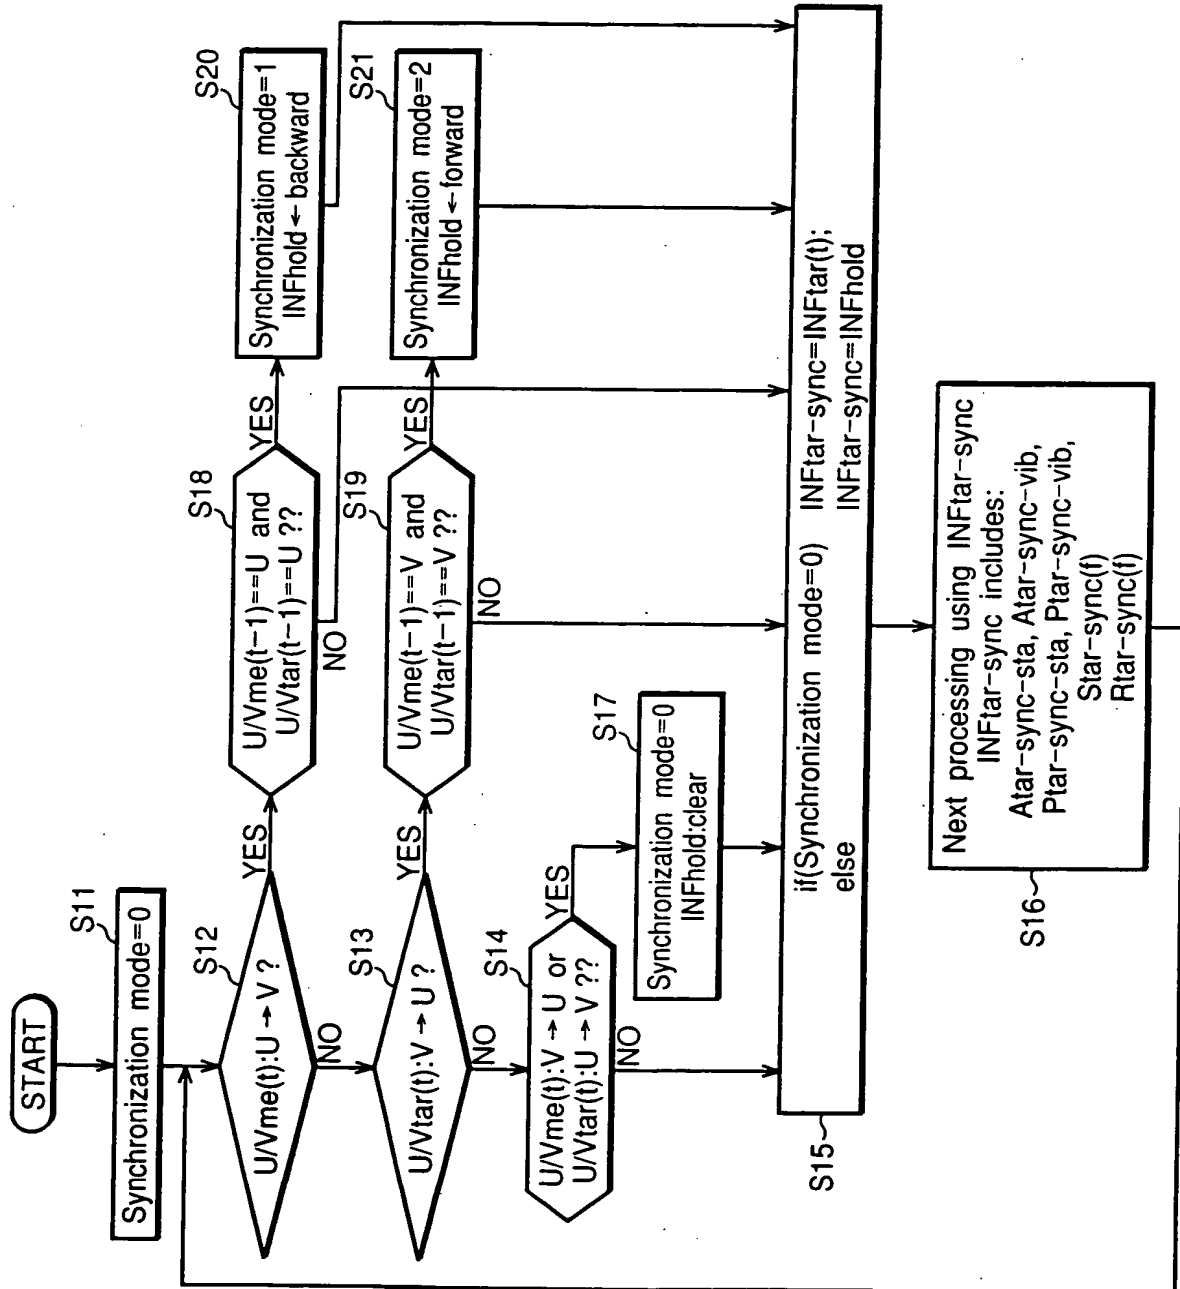 START
S11
Synchronization mode=0
S12
U/Vme(t):U→V ?
YES
NO
S18
U/Vme(t-1)==U and
U/Vtar(t-1)==U ??
YES
NO
S20
Synchronization mode=1
INFhold←backward
S13
U/Vtar(t):V→U ?
YES
NO
S19
U/Vme(t-1)==V and
U/Vtar(t-1)==V ??
YES
NO
S21
Synchronization mode=2
INFhold←forward
S14
U/Vme(t):V→U or
U/Vtar(t):U→V ??
YES
NO
S17
Synchronization mode=0
INFhold:clear
S15
if(Synchronization mode=0) INFtar-sync=INFtar(t);
else INFtar-sync=INFhold
S16
Next processing using INFtar-sync
INFtar-sync includes:
Atar-sync-sta, Atar-sync-vib,
Ptar-sync-sta, Ptar-sync-vib,
Star-sync(f)
Rtar-sync(f)